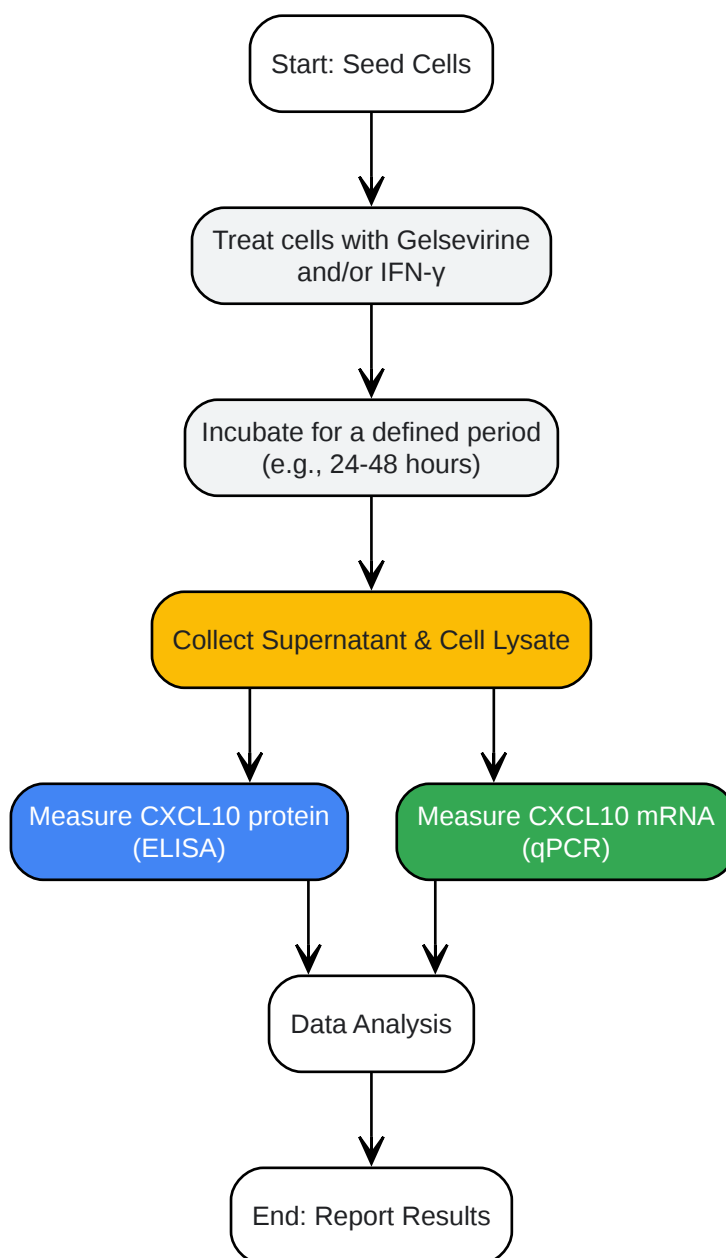 Start: Seed Cells
Treat cells with Gelsevirine
and/or IFN-γ
Incubate for a defined period
(e.g., 24-48 hours)
Collect Supernatant & Cell Lysate
Measure CXCL10 protein
(ELISA)
Measure CXCL10 mRNA
(qPCR)
Data Analysis
End: Report Results